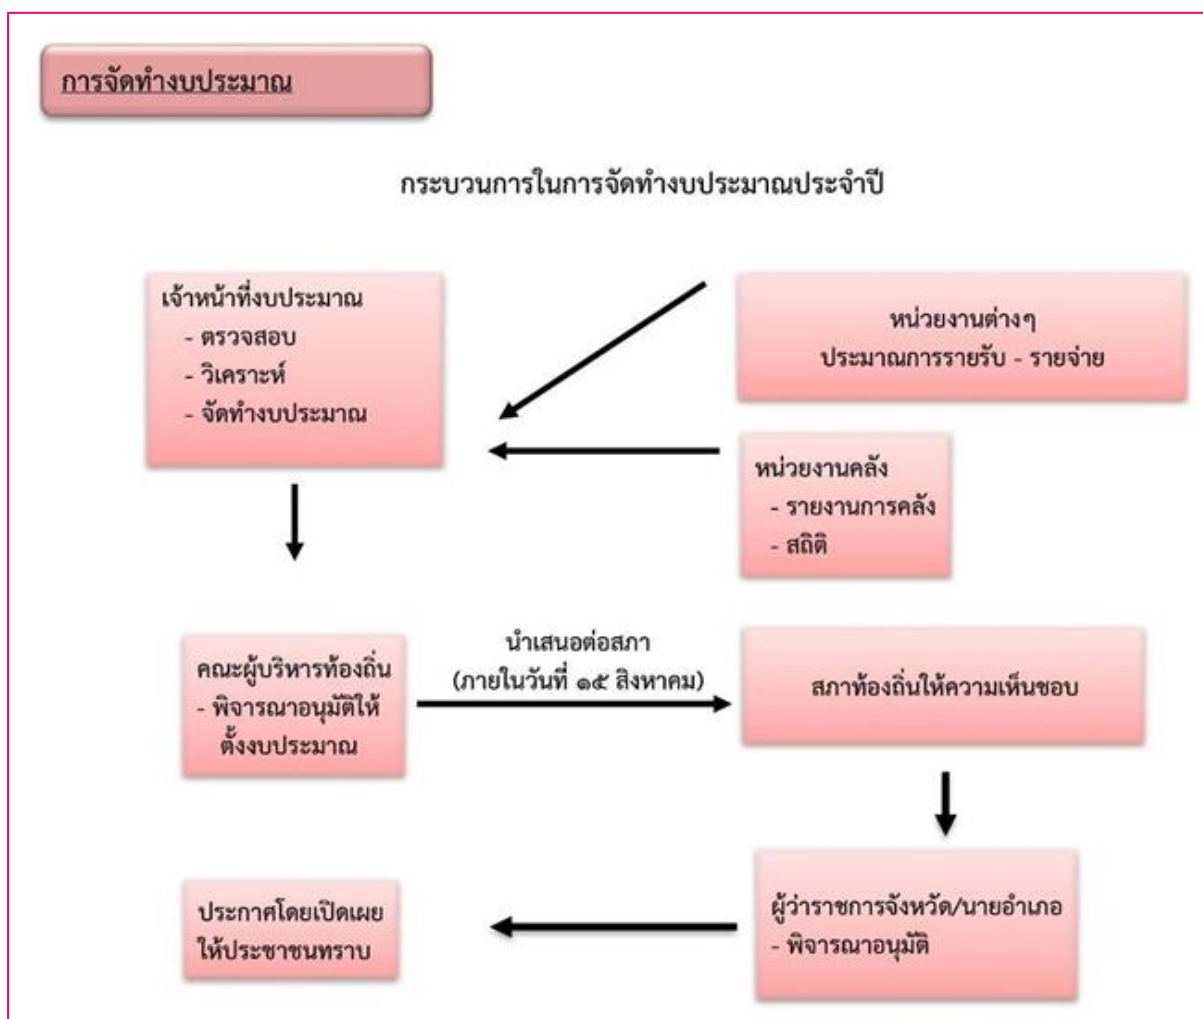 การจัดทำงบประมาณ
กระบวนการในการจัดทำงบประมาณประจำปี
เจ้าหน้าที่งบประมาณ
- ตรวจสอบ
- วิเคราะห์
- จัดทำงบประมาณ
หน่วยงานต่างๆ
ประมาณการรายรับ - รายจ่าย
หน่วยงานคลัง
- รายงานการคลัง
- สถิติ
คณะผู้บริหารท้องถิ่น
- พิจารณาอนุมัติให้
ตั้งงบประมาณ
นำเสนอต่อสภา
(ภายในวันที่ ๑๕ สิงหาคม)
สภาท้องถิ่นให้ความเห็นชอบ
ผู้ว่าราชการจังหวัด/นายอำเภอ
- พิจารณาอนุมัติ
ประกาศโดยเปิดเผย
ให้ประชาชนทราบ